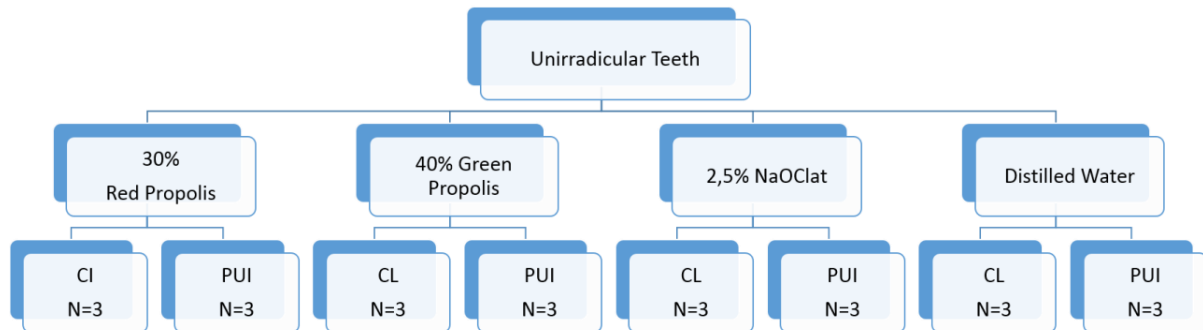 Unirradicular Teeth
30%
Red Propolis
40% Green
Propolis
2,5% NaOClat
Distilled Water
CI
N=3
PUI
N=3
CL
N=3
PUI
N=3
CL
N=3
PUI
N=3
CL
N=3
PUI
N=3